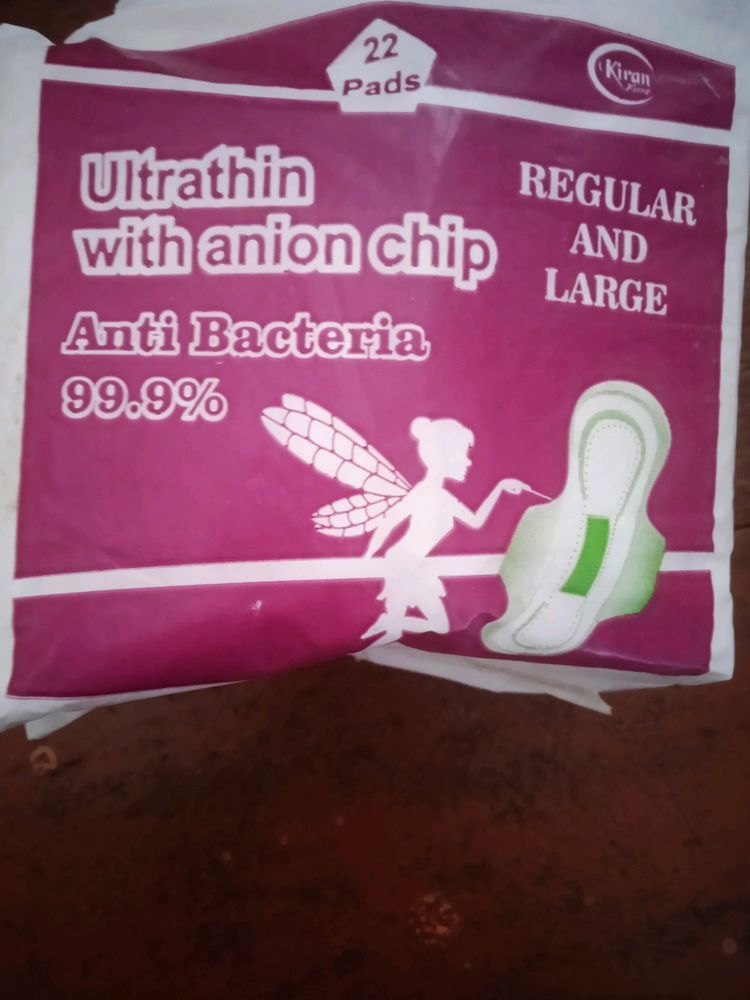 22
Pads
Kiran
Ultrathin
with anion chip
REGULAR
AND
LARGE
Anti Bacteria
99.9%